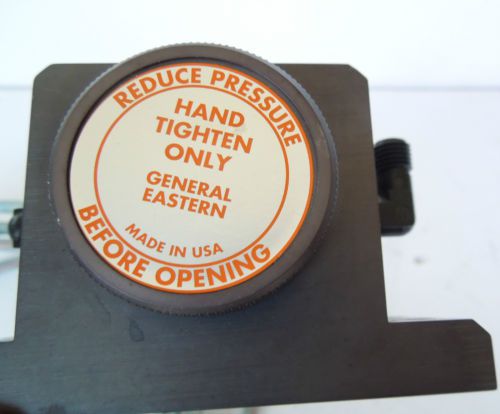 REDUCE PRESSURE
HAND
TIGHTEN
ONLY
GENERAL
EASTERN
MADE IN USA
BEFORE OPENING